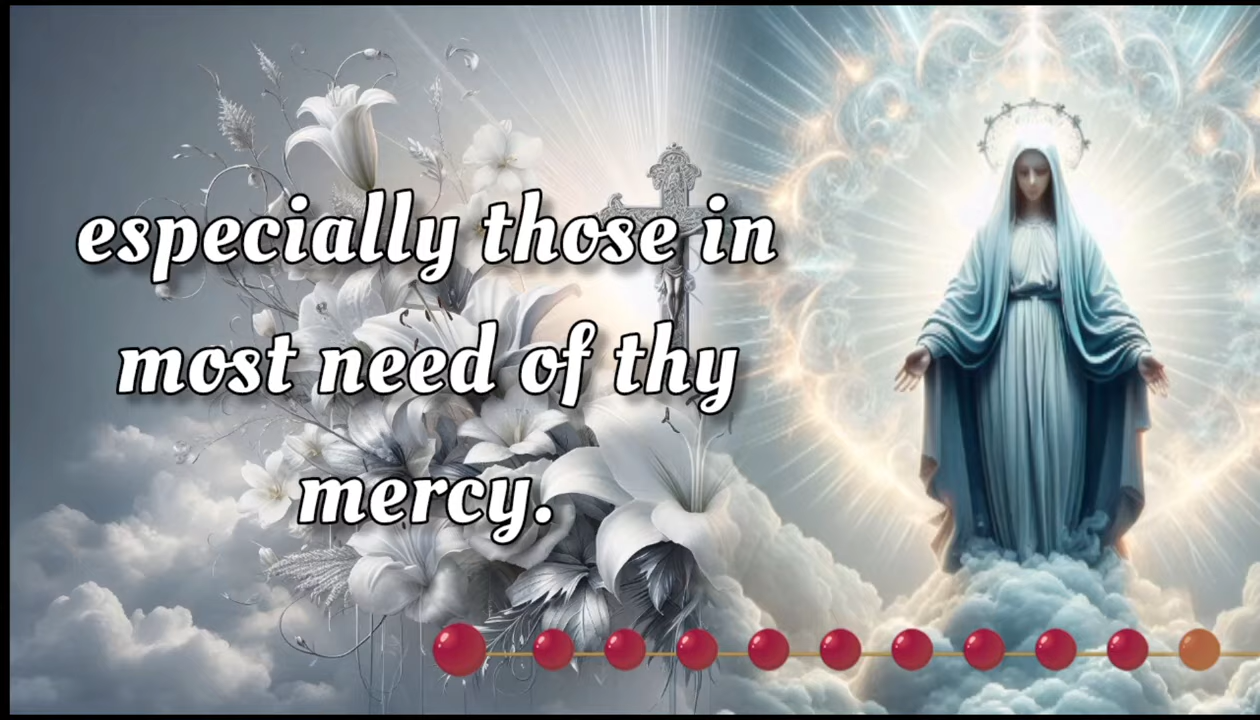 especially those in
most need of thy
mercy.